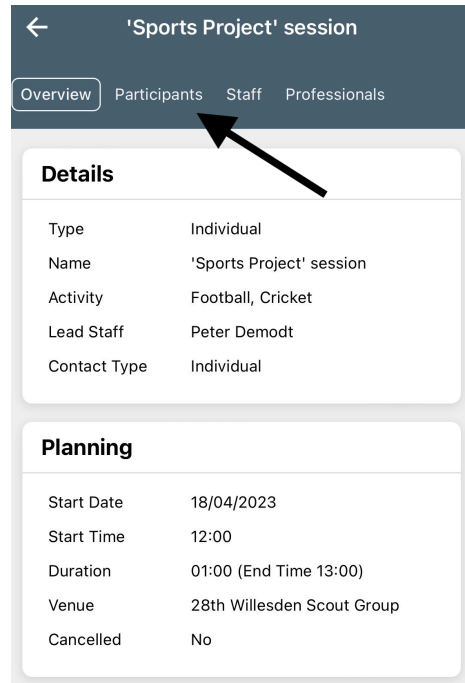 'Sports Project' session
Overview Participants Staff Professionals
Details
Type Individual
Name 'Sports Project' session
Activity Football, Cricket
Lead Staff Peter Demodt
Contact Type Individual
Planning
Start Date 18/04/2023
Start Time 12:00
Duration 01:00 (End Time 13:00)
Venue 28th Willesden Scout Group
Cancelled No